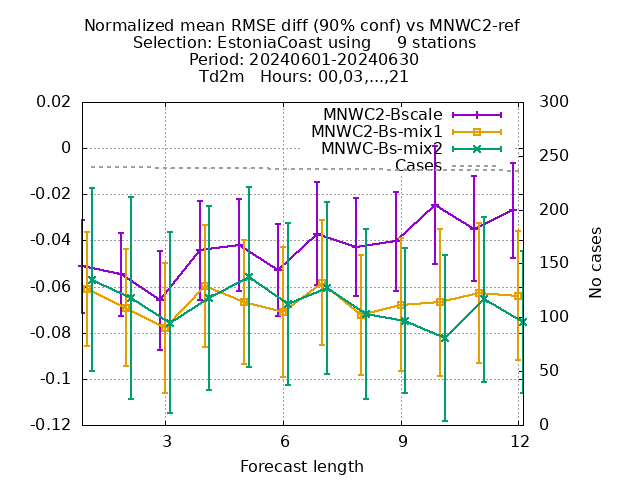 Normalized mean RMSE diff (90% conf) vs MNWC2-ref
Selection: EstoniaCoast using 9 stations
Period: 20240601-20240630
Td2m Hours: 00,03,...,21
MNWC2-Bscale
MNWC2-Bs-mix1
MNWC-Bs-mix2
Cases
0.02
0
-0.02
-0.04
-0.06
-0.08
-0.1
-0.12
300
250
200
150
100
50
0
No cases
3
6
9
12
Forecast length